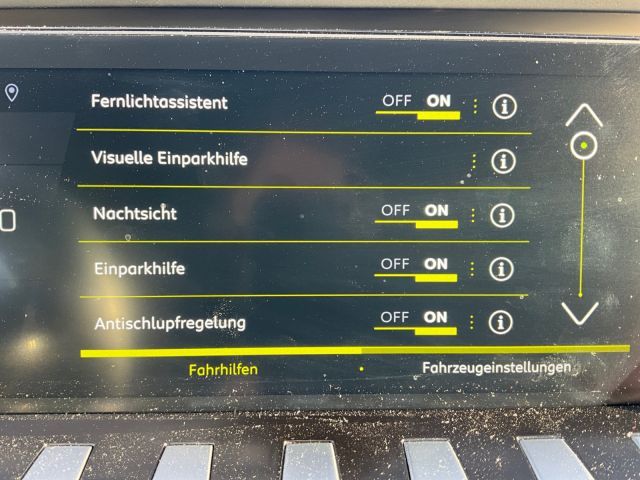 Fernlichtassistent OFF ON
Visuelle Einparkhilfe
Nachtsicht OFF ON
Einparkhilfe OFF ON
Antischlupfregelung OFF ON
Fahrhilfen Fahrzeugeinstellungen